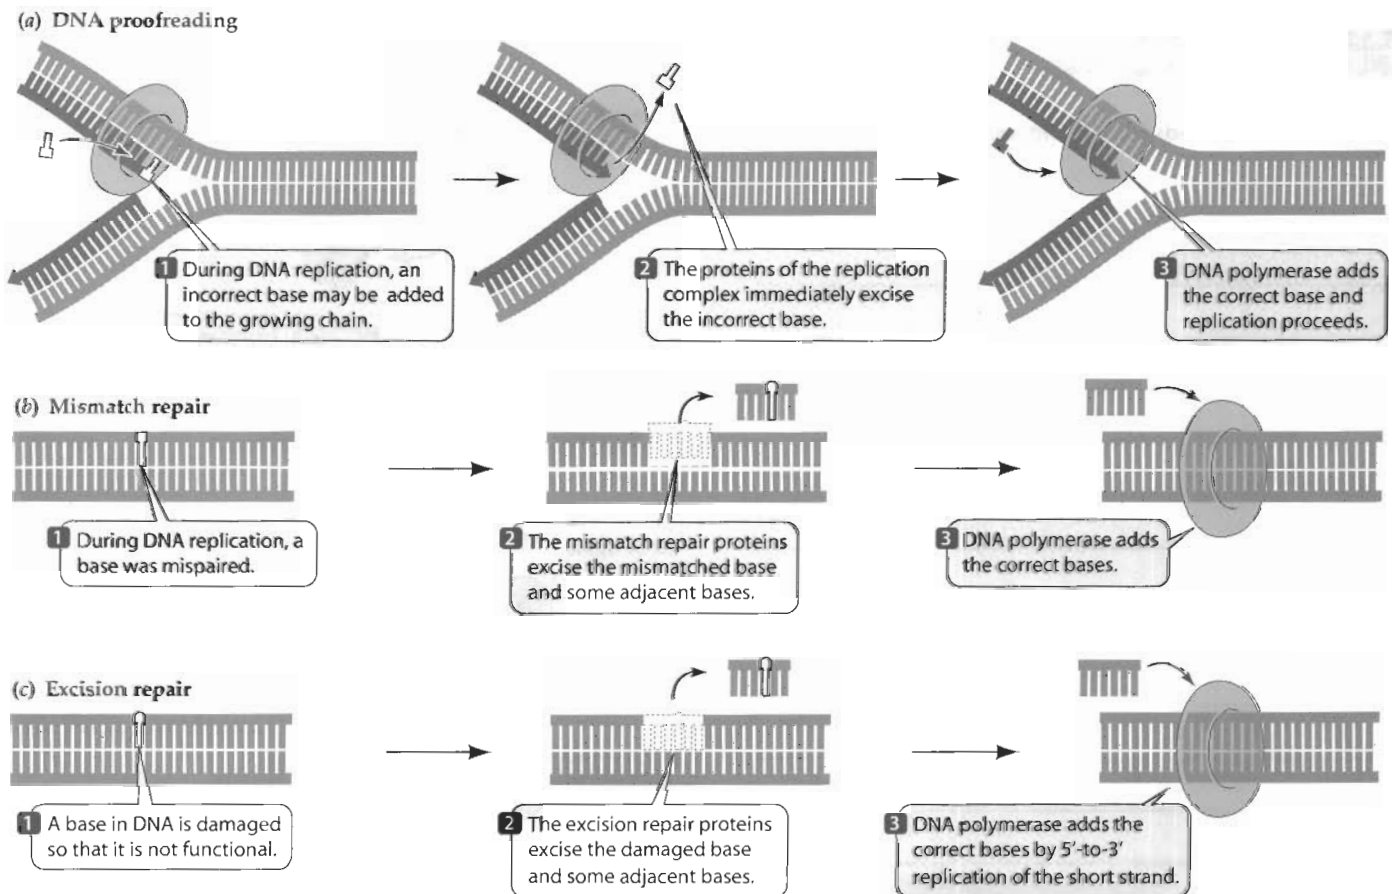 (a) DNA proofreading
1 During DNA replication, an
incorrect base may be added
to the growing chain.
2 The proteins of the replication
complex immediately excise
the incorrect base.
3 DNA polymerase adds
the correct base and
replication proceeds.
(b) Mismatch repair
1 During DNA replication, a
base was mispaired.
2 The mismatch repair proteins
excise the mismatched base
and some adjacent bases.
3 DNA polymerase adds
the correct bases.
(c) Excision repair
1 A base in DNA is damaged
so that it is not functional.
2 The excision repair proteins
excise the damaged base
and some adjacent bases.
3 DNA polymerase adds the
correct bases by 5′-to-3′
replication of the short strand.